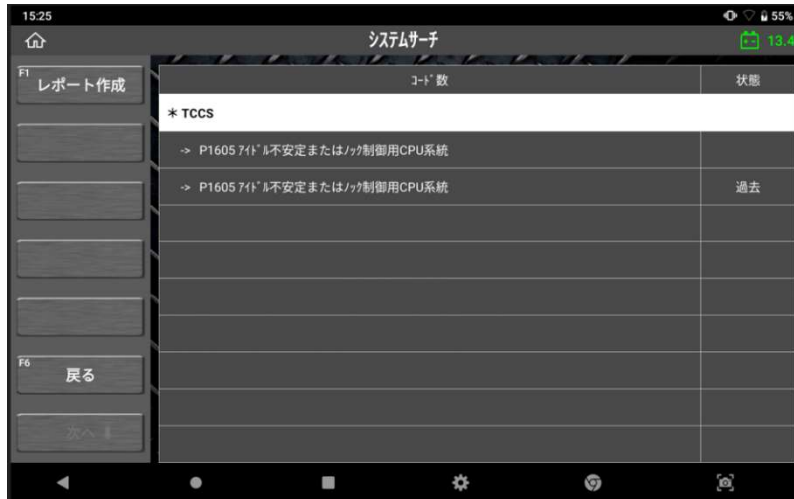 15:25
55%
システムサーチ
13.4
F1
レポート作成
コード数
状態
* TCCS
-> P1605 アイドル不安定またはノック制御用CPU系統
-> P1605 アイドル不安定またはノック制御用CPU系統
過去
F6
戻る
次へ